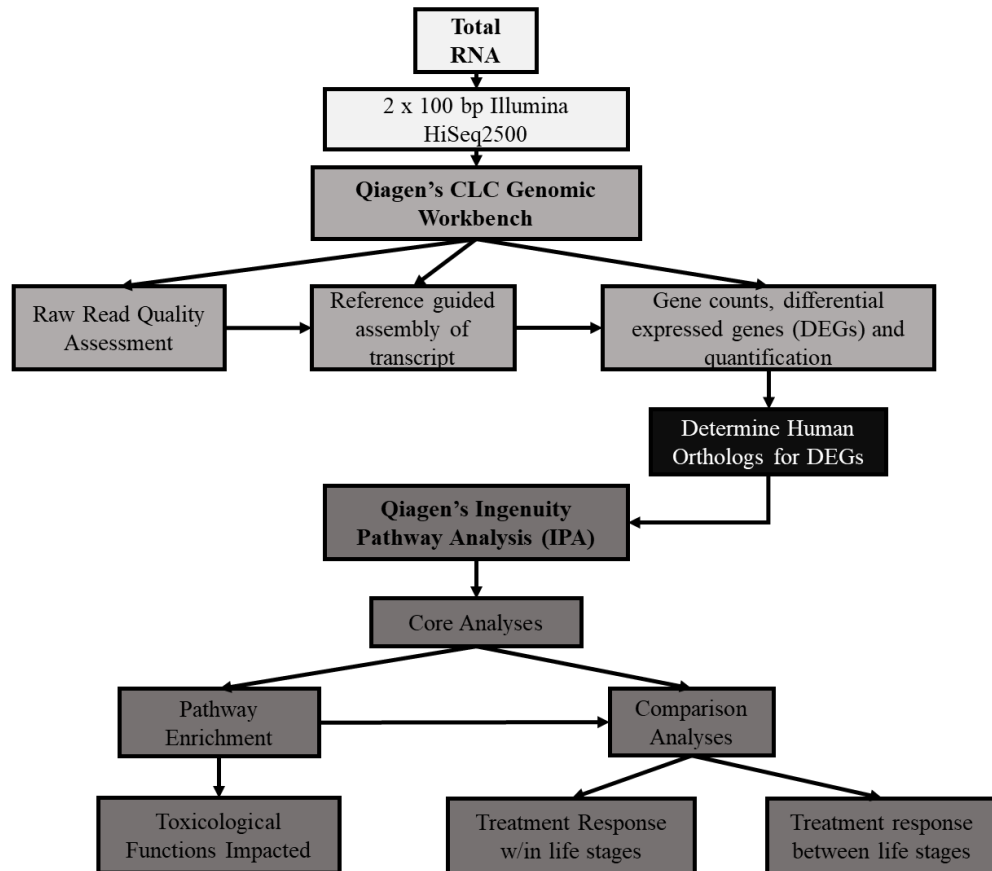 Total
RNA
2 x 100 bp Illumina
HiSeq2500
Qiagen's CLC Genomic
Workbench
Raw Read Quality
Assessment
Reference guided
assembly of
transcript
Gene counts, differential
expressed genes (DEGs) and
quantification
Determine Human
Orthologs for DEGs
Qiagen's Ingenuity
Pathway Analysis (IPA)
Core Analyses
Pathway
Enrichment
Comparison
Analyses
Toxicological
Functions Impacted
Treatment Response
w/in life stages
Treatment response
between life stages